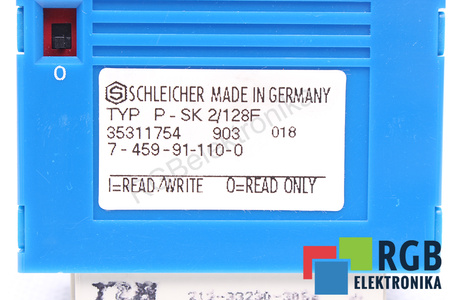 O
SCHLEICHER MADE IN GERMANY
TYP P-SK 2/128F
35311754 903 018
7-459-91-110-0
I=READ/WRITE O=READ ONLY
RGB
ELEKTRONIKA